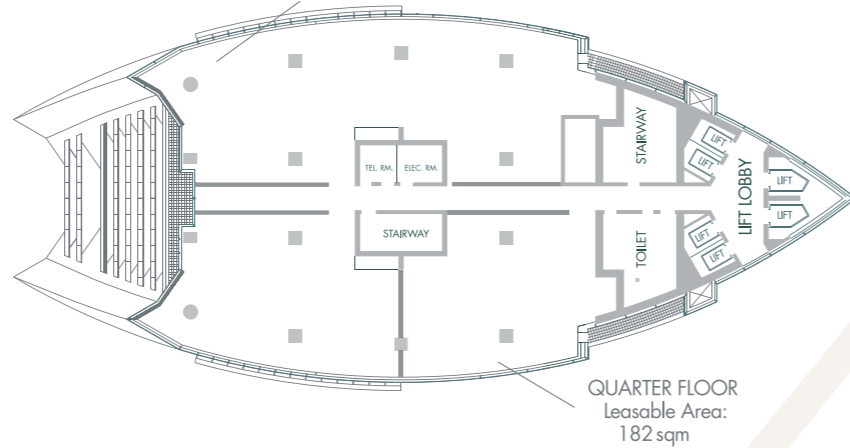 TEL. RM.
ELEC. RM.
STAIRWAY
STAIRWAY
TOILET
LIFT
LIFT
LIFT LOBBY
LIFT
LIFT
LIFT
LIFT
QUARTER FLOOR
Leasable Area:
182 sqm